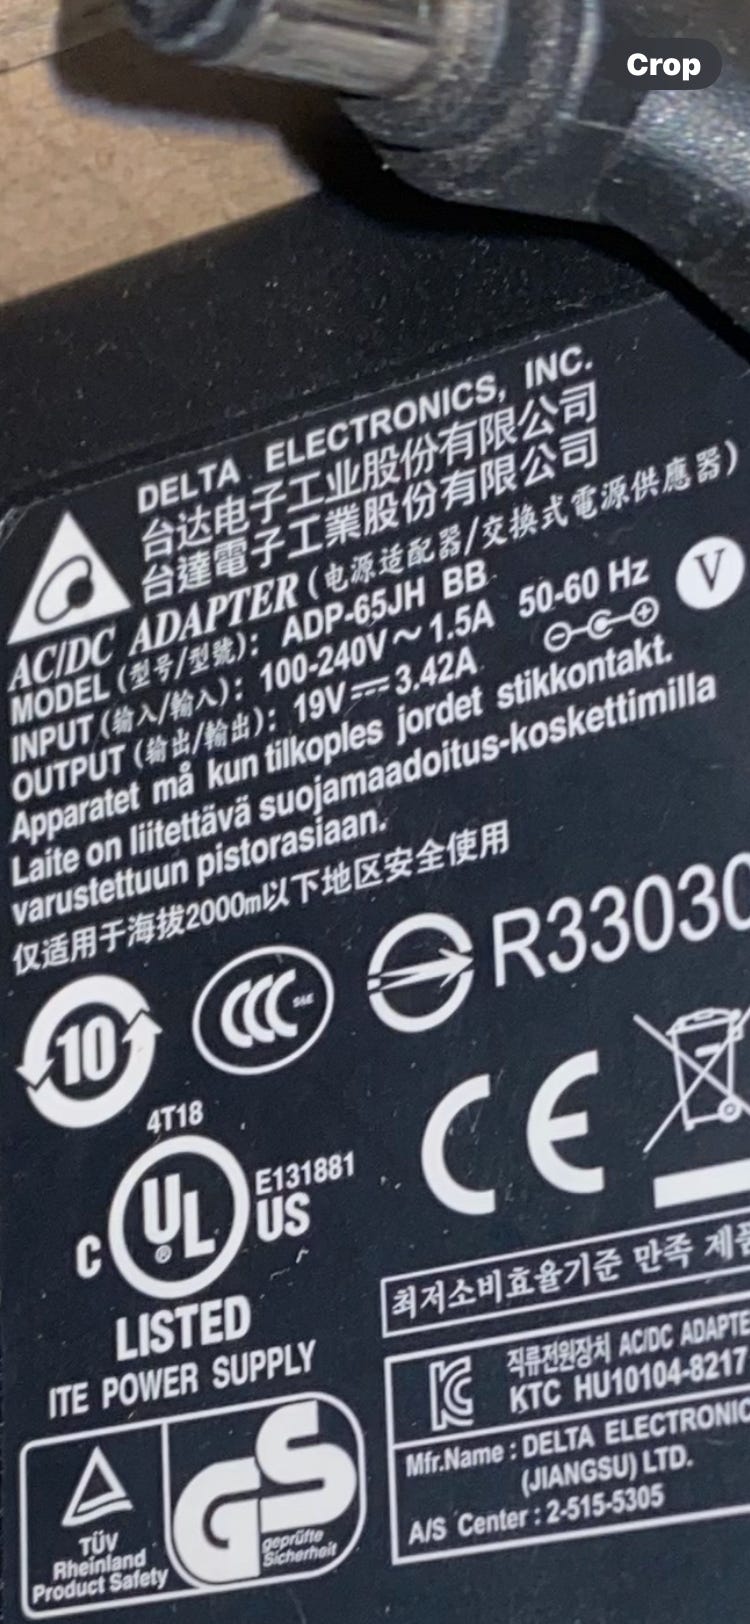 Crop
DELTA ELECTRONICS, INC.
台达电子工业股份有限公司
台達電子工業股份有限公司
AC/DC ADAPTER (电源适配器/交換式電源供應器)
MODEL (型号/型號): ADP-65JH BB
INPUT (输入/輸入): 100-240V～1.5A 50-60 Hz
V
OUTPUT (输出/輸出): 19V⎓3.42A
Apparatet må kun tilkoples jordet stikkontakt.
Laite on liitettävä suojamaadoitus-koskettimilla
varustettuun pistorasiaan.
仅适用于海拔2000m以下地区安全使用
R33030
10
CCC S&E
CE
4T18
C UL ® US E131881
LISTED
ITE POWER SUPPLY
최저소비효율기준 만족 제품
직류전원장치 AC/DC ADAPTE
KC KTC HU10104-8217
Mfr.Name : DELTA ELECTRONIC
(JIANGSU) LTD.
A/S Center : 2-515-5305
TÜV
Rheinland
Product Safety
GS
geprüfte
Sicherheit